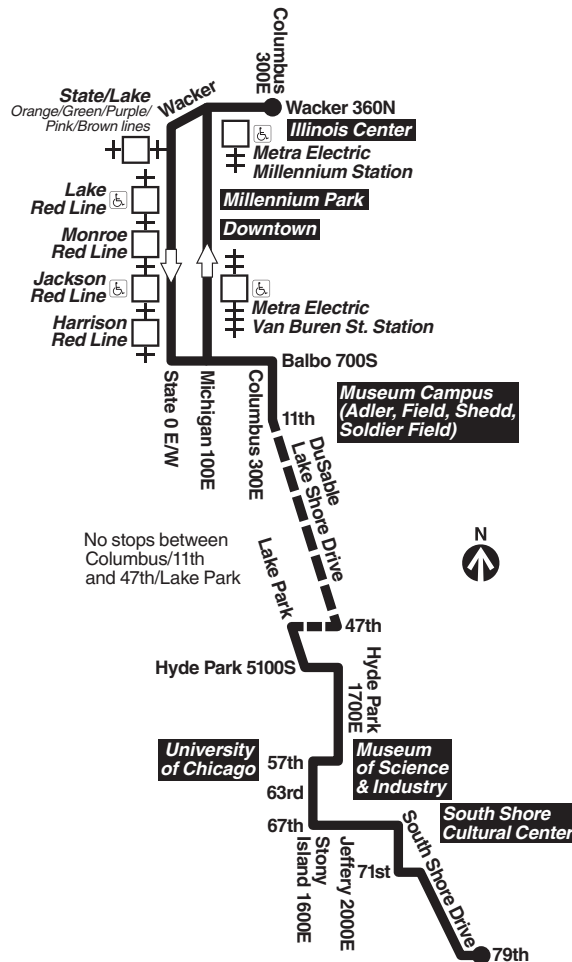 Columbus
300E
Wacker
Wacker 360N
State/Lake
Orange/Green/Purple/
Pink/Brown lines
Illinois Center
Metra Electric
Millennium Station
Lake
Red Line
Millennium Park
Monroe
Red Line
Downtown
Jackson
Red Line
Metra Electric
Van Buren St. Station
Harrison
Red Line
Balbo 700S
State 0 E/W
Michigan 100E
Columbus 300E
Museum Campus
(Adler, Field, Shedd,
Soldier Field)
11th
DuSable
Lake Shore Drive
No stops between
Columbus/11th
and 47th/Lake Park
N
Lake Park
47th
Hyde Park 5100S
Hyde Park
1700E
University
of Chicago
57th
Museum
of Science
& Industry
63rd
67th
South Shore
Cultural Center
Stony
Island 1600E
Jeffery 2000E
71st
South Shore Drive
79th